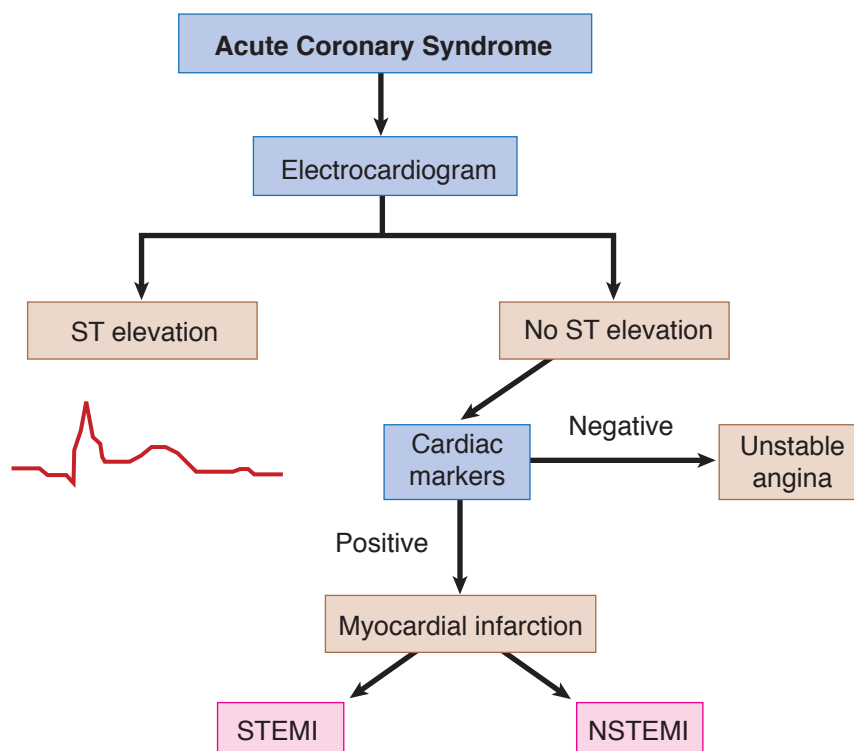 Acute Coronary Syndrome
Electrocardiogram
ST elevation
No ST elevation
Cardiac
markers
Negative
Unstable
angina
Positive
Myocardial infarction
STEMI
NSTEMI